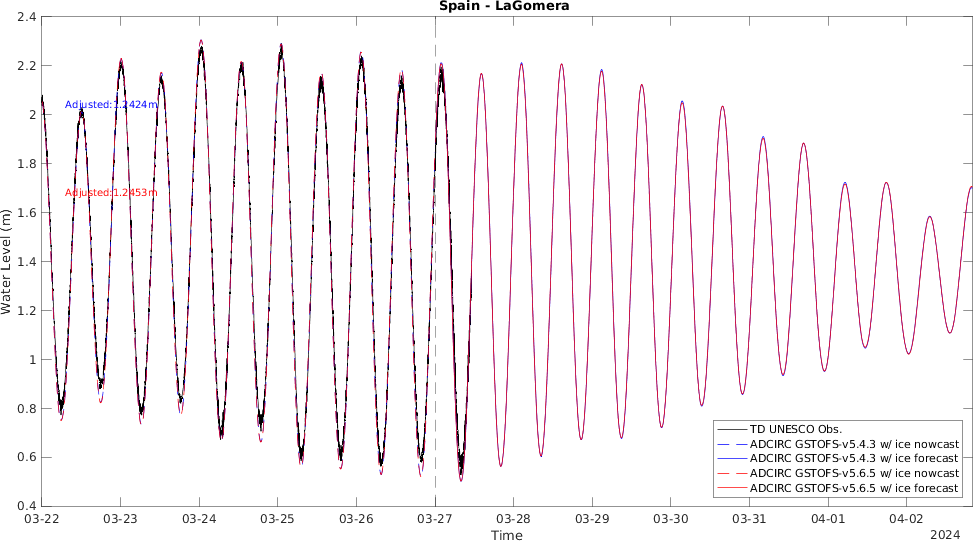 Spain - LaGomera
2.4
2.2
2
1.8
1.6
1.4
1.2
1
0.8
0.6
0.4
Water Level (m)
Adjusted:1.2424m
Adjusted:1.2453m
TD UNESCO Obs.
ADCIRC GSTOFS-v5.4.3 w/ ice nowcast
ADCIRC GSTOFS-v5.4.3 w/ ice forecast
ADCIRC GSTOFS-v5.6.5 w/ ice nowcast
ADCIRC GSTOFS-v5.6.5 w/ ice forecast
03-22 03-23 03-24 03-25 03-26 03-27 03-28 03-29 03-30 03-31 04-01 04-02
Time
2024